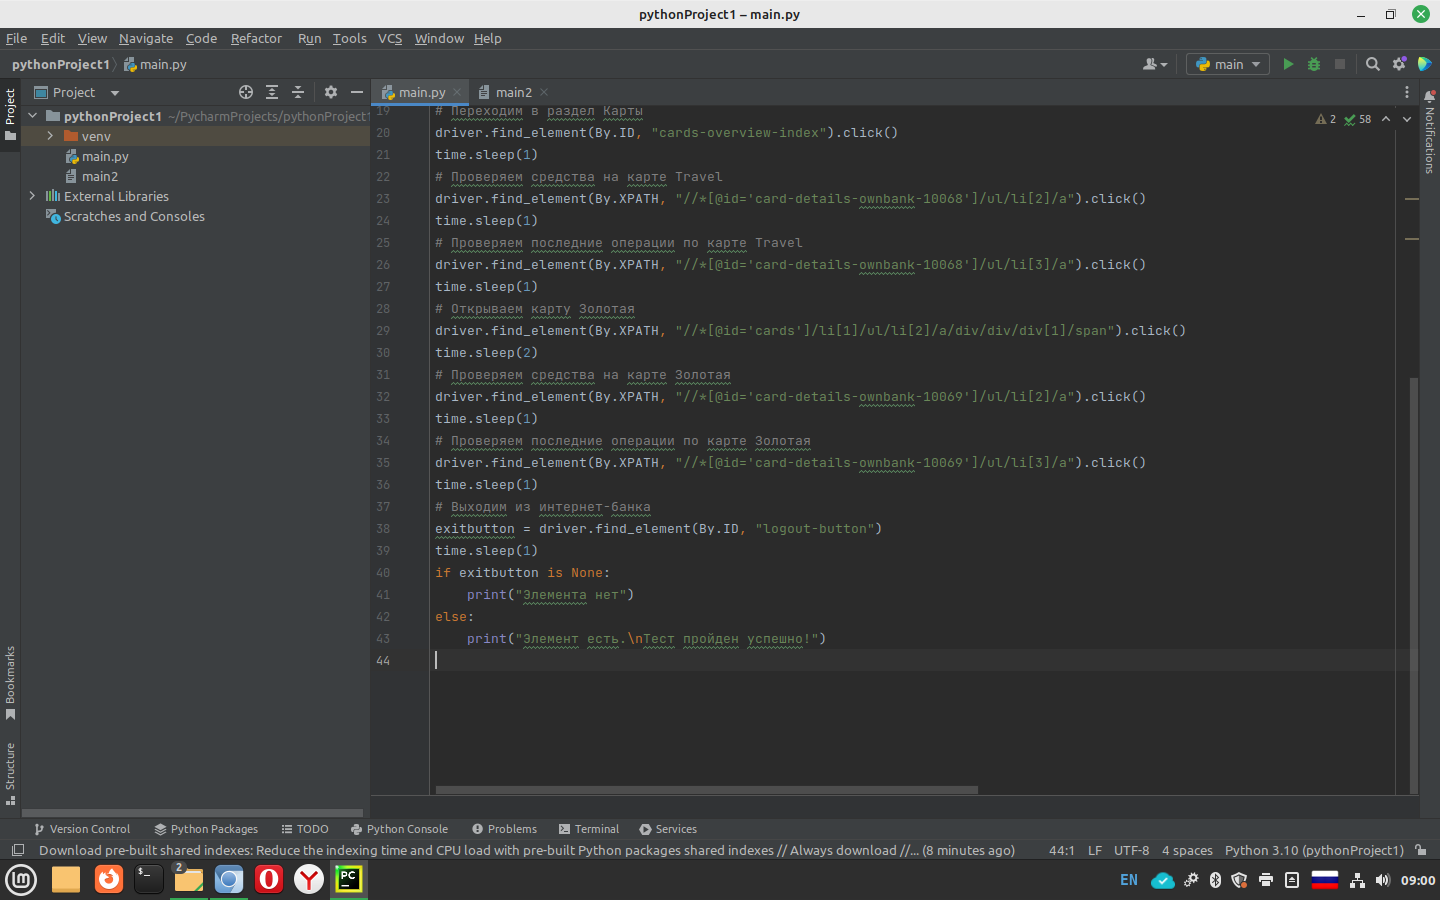 pythonProject1 – main.py
File Edit View Navigate Code Refactor Run Tools VCS Window Help
pythonProject1 main.py
main
Project
main.py
main2
Project
pythonProject1 ~/PycharmProjects/pythonProject1
venv
main.py
main2
External Libraries
Scratches and Consoles
Bookmarks
Structure
Notifications
2 58
19 # Переходим в раздел Карты
20 driver.find_element(By.ID, "cards-overview-index").click()
21 time.sleep(1)
22 # Проверяем средства на карте Travel
23 driver.find_element(By.XPATH, "//*[@id='card-details-ownbank-10068']/ul/li[2]/a").click()
24 time.sleep(1)
25 # Проверяем последние операции по карте Travel
26 driver.find_element(By.XPATH, "//*[@id='card-details-ownbank-10068']/ul/li[3]/a").click()
27 time.sleep(1)
28 # Открываем карту Золотая
29 driver.find_element(By.XPATH, "//*[@id='cards']/li[1]/ul/li[2]/a/div/div/div[1]/span").click()
30 time.sleep(2)
31 # Проверяем средства на карте Золотая
32 driver.find_element(By.XPATH, "//*[@id='card-details-ownbank-10069']/ul/li[2]/a").click()
33 time.sleep(1)
34 # Проверяем последние операции по карте Золотая
35 driver.find_element(By.XPATH, "//*[@id='card-details-ownbank-10069']/ul/li[3]/a").click()
36 time.sleep(1)
37 # Выходим из интернет-банка
38 exitbutton = driver.find_element(By.ID, "logout-button")
39 time.sleep(1)
40 if exitbutton is None:
41 print("Элемента нет")
42 else:
43 print("Элемент есть.\nТест пройден успешно!")
44
Version Control Python Packages TODO Python Console Problems Terminal Services
Download pre-built shared indexes: Reduce the indexing time and CPU load with pre-built Python packages shared indexes // Always download //... (8 minutes ago) 44:1 LF UTF-8 4 spaces Python 3.10 (pythonProject1)
$_ 2 PC EN 09:00